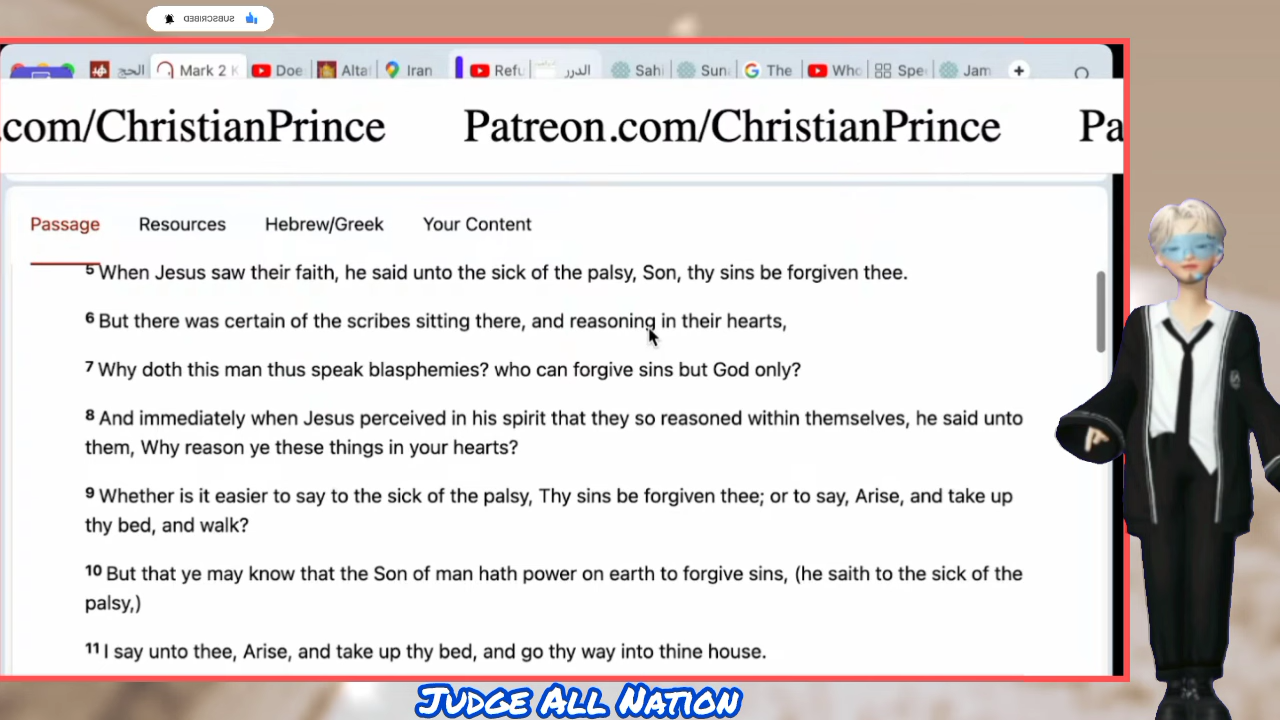 SUBSCRIBED
الحج
Mark 2 K
Doe
Altaf
Iran
Refu
الدرر
Sahi
Suna
The
Who
Spe
Jam
.com/ChristianPrince Patreon.com/ChristianPrince Pa
Passage Resources Hebrew/Greek Your Content
5 When Jesus saw their faith, he said unto the sick of the palsy, Son, thy sins be forgiven thee.
6 But there was certain of the scribes sitting there, and reasoning in their hearts,
7 Why doth this man thus speak blasphemies? who can forgive sins but God only?
8 And immediately when Jesus perceived in his spirit that they so reasoned within themselves, he said unto
them, Why reason ye these things in your hearts?
9 Whether is it easier to say to the sick of the palsy, Thy sins be forgiven thee; or to say, Arise, and take up
thy bed, and walk?
10 But that ye may know that the Son of man hath power on earth to forgive sins, (he saith to the sick of the
palsy,)
11 I say unto thee, Arise, and take up thy bed, and go thy way into thine house.
Judge All Nation